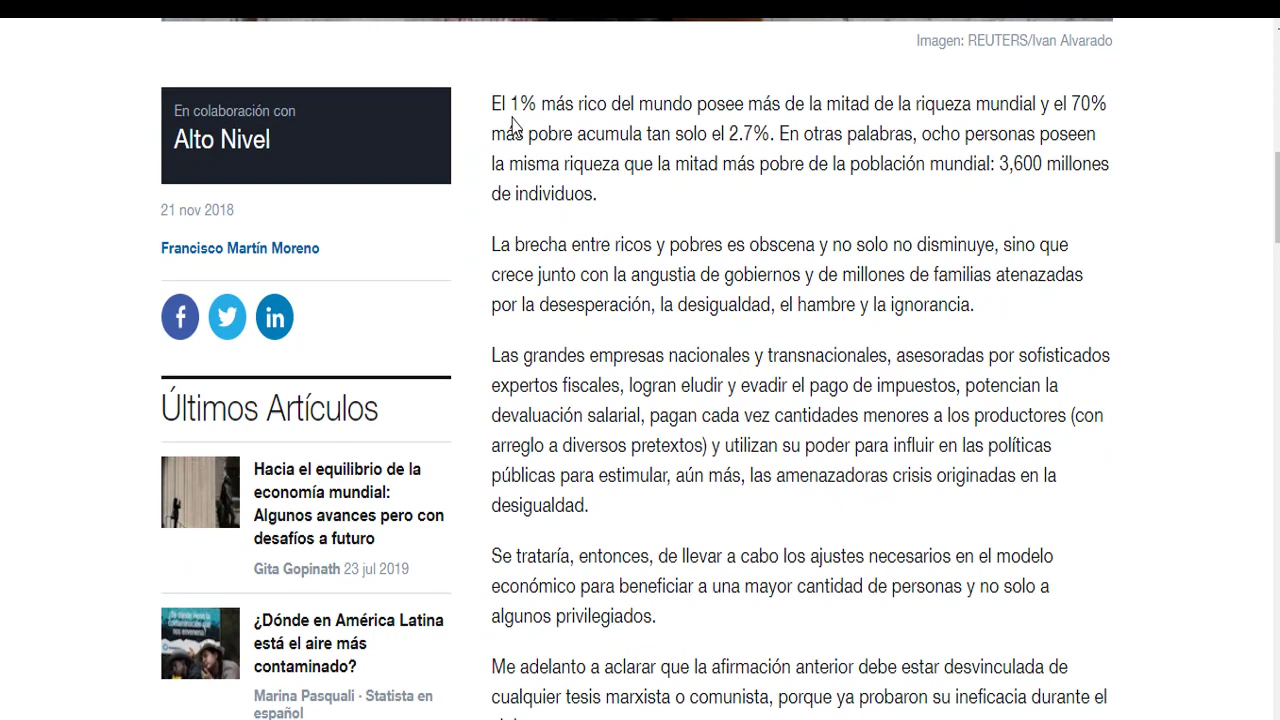 Imagen: REUTERS/Ivan Alvarado
En colaboración con
Alto Nivel
21 nov 2018
Francisco Martín Moreno
Últimos Artículos
Hacia el equilibrio de la
economía mundial:
Algunos avances pero con
desafíos a futuro
Gita Gopinath 23 jul 2019
¿Dónde en América Latina
está el aire más
contaminado?
Marina Pasquali · Statista en
español
El 1% más rico del mundo posee más de la mitad de la riqueza mundial y el 70%
más pobre acumula tan solo el 2.7%. En otras palabras, ocho personas poseen
la misma riqueza que la mitad más pobre de la población mundial: 3,600 millones
de individuos.
La brecha entre ricos y pobres es obscena y no solo no disminuye, sino que
crece junto con la angustia de gobiernos y de millones de familias atenazadas
por la desesperación, la desigualdad, el hambre y la ignorancia.
Las grandes empresas nacionales y transnacionales, asesoradas por sofisticados
expertos fiscales, logran eludir y evadir el pago de impuestos, potencian la
devaluación salarial, pagan cada vez cantidades menores a los productores (con
arreglo a diversos pretextos) y utilizan su poder para influir en las políticas
públicas para estimular, aún más, las amenazadoras crisis originadas en la
desigualdad.
Se trataría, entonces, de llevar a cabo los ajustes necesarios en el modelo
económico para beneficiar a una mayor cantidad de personas y no solo a
algunos privilegiados.
Me adelanto a aclarar que la afirmación anterior debe estar desvinculada de
cualquier tesis marxista o comunista, porque ya probaron su ineficacia durante el